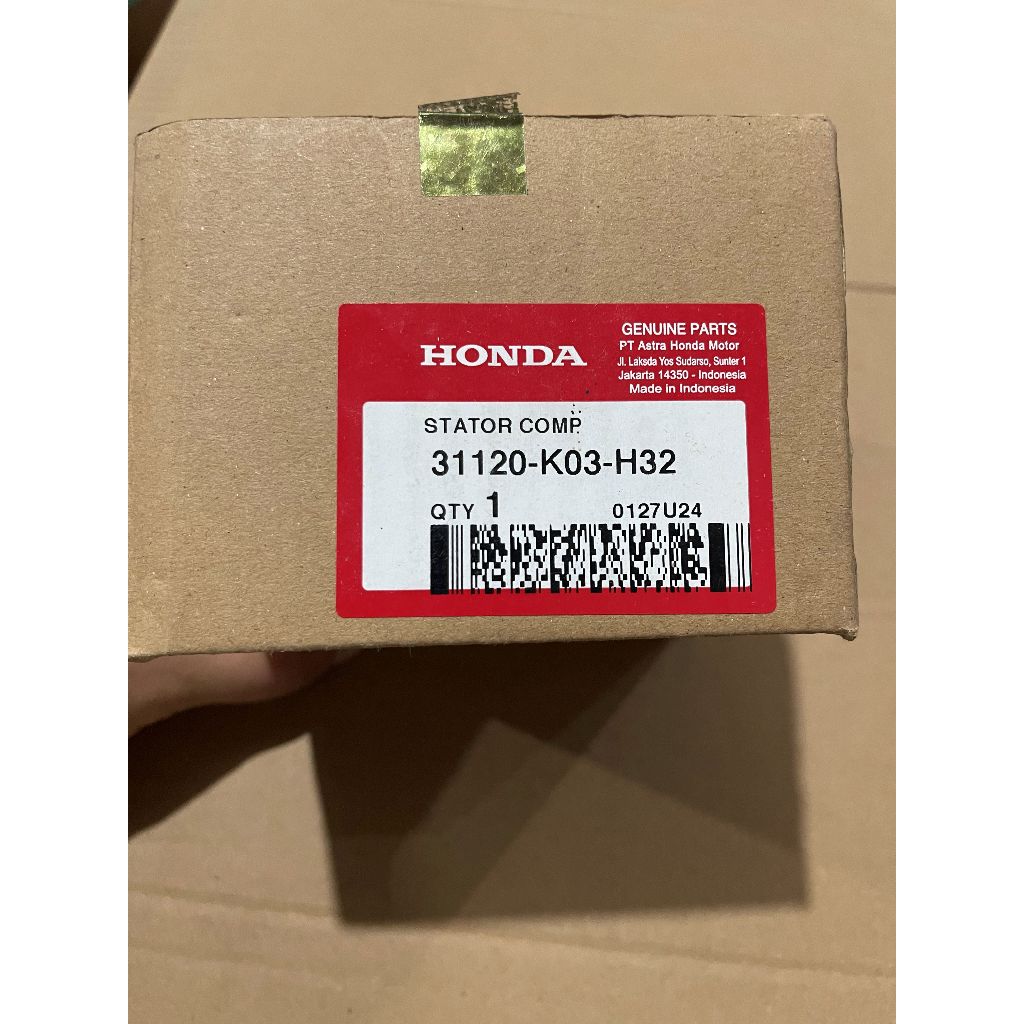 HONDA
GENUINE PARTS
PT Astra Honda Motor
Jl. Laksda Yos Sudarso, Sunter 1
Jakarta 14350 - Indonesia
Made in Indonesia
STATOR COMP.
31120-K03-H32
QTY 1 0127U24